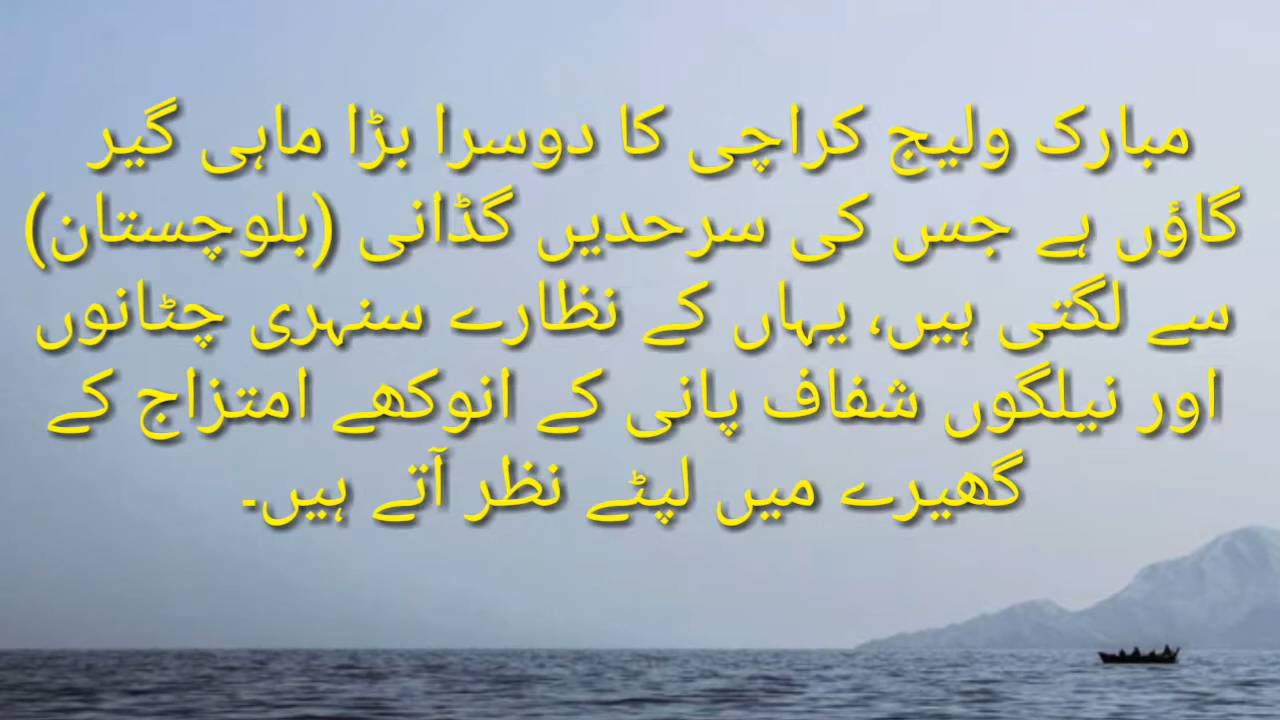 مبارک ولیج کراچی کا دوسرا بڑا ماہی گیر
گاؤں ہے جس کی سرحدیں گڈانی (بلوچستان)
سے لگتی ہیں، یہاں کے نظارے سنہری چٹانوں
اور نیلگوں شفاف پانی کے انوکھے امتزاج کے
گھیرے میں لپٹے نظر آتے ہیں۔